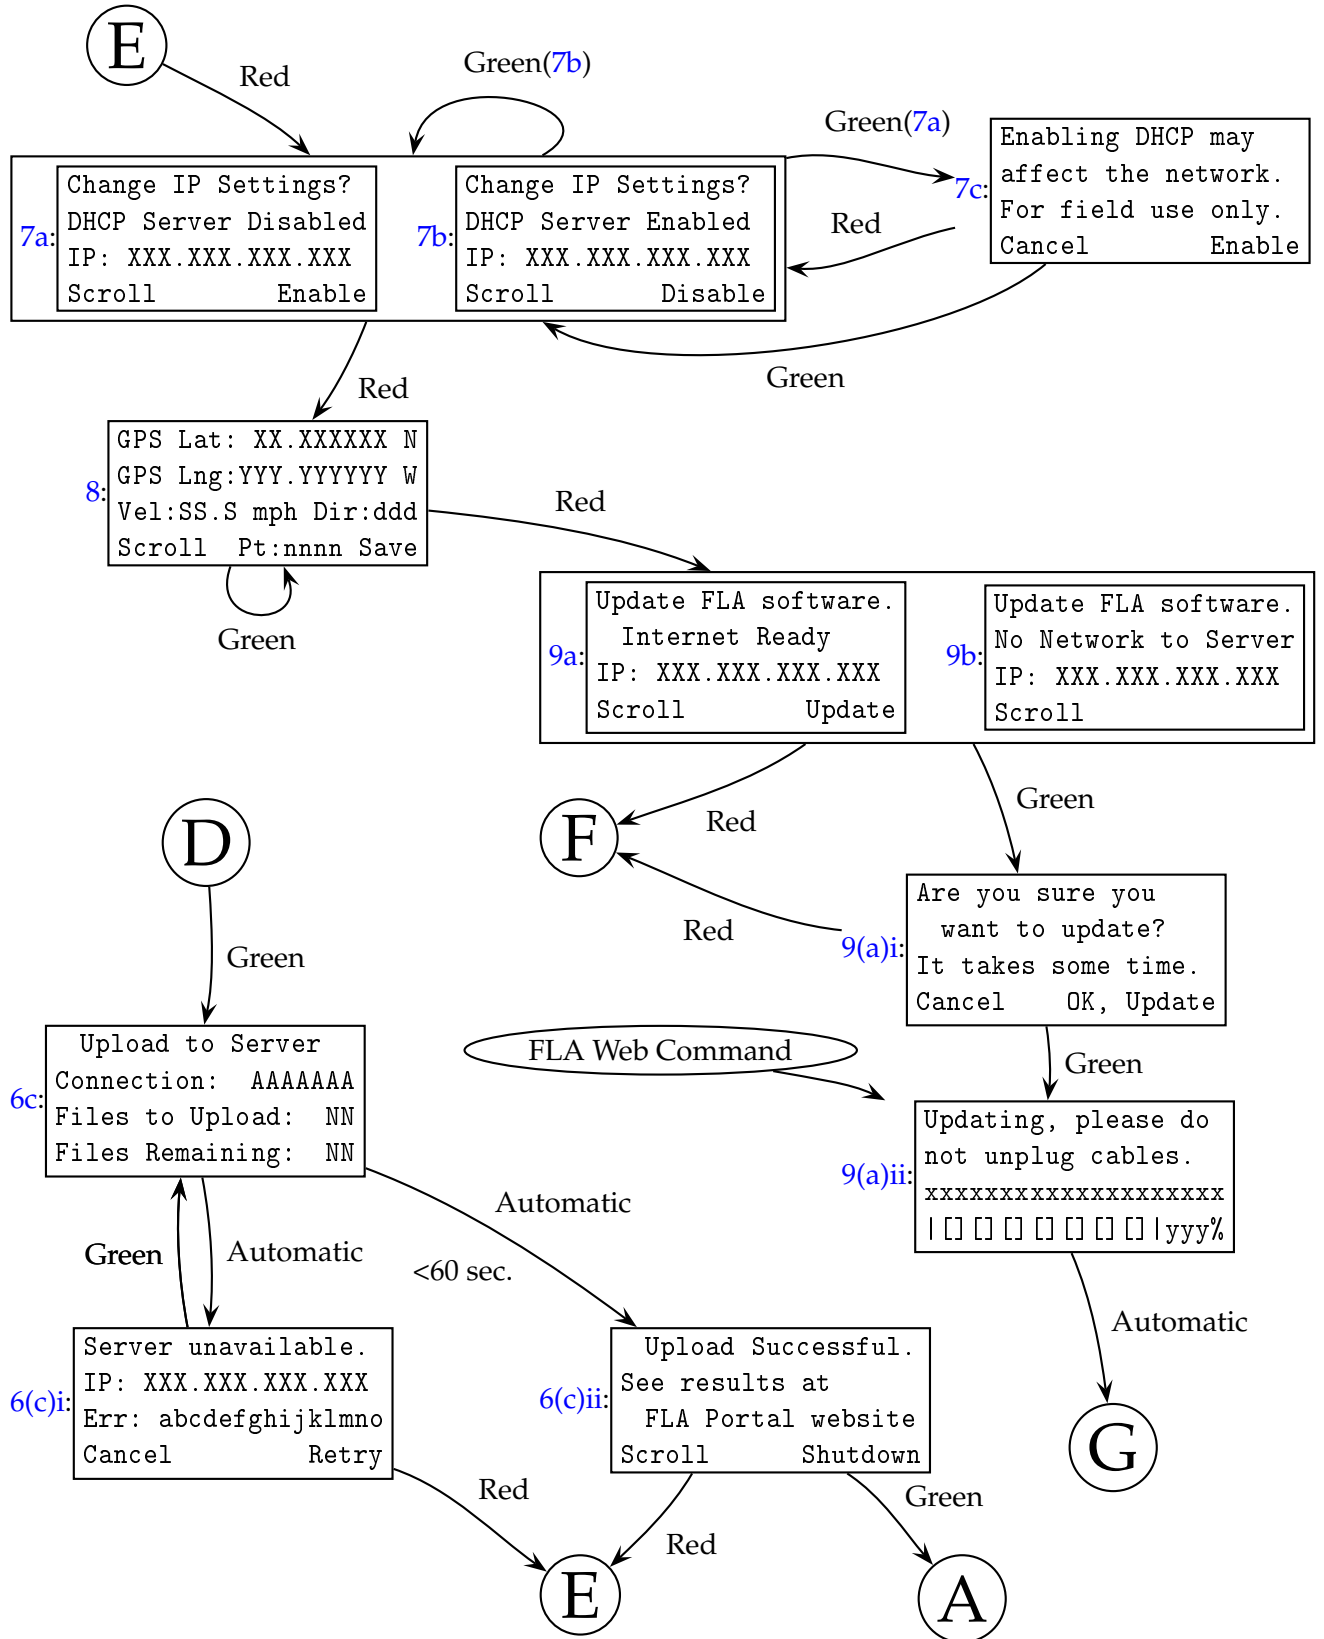 E
Red
Green(7b)
Green(7a)
7a:
Change IP Settings?
DHCP Server Disabled
IP: XXX.XXX.XXX.XXX
Scroll Enable
7b:
Change IP Settings?
DHCP Server Enabled
IP: XXX.XXX.XXX.XXX
Scroll Disable
7c:
Enabling DHCP may
affect the network.
For field use only.
Cancel Enable
Red
Green
Red
8:
GPS Lat: XX.XXXXXX N
GPS Lng:YYY.YYYYYY W
Vel:SS.S mph Dir:ddd
Scroll Pt:nnnn Save
Green
Red
9a:
Update FLA software.
Internet Ready
IP: XXX.XXX.XXX.XXX
Scroll Update
9b:
Update FLA software.
No Network to Server
IP: XXX.XXX.XXX.XXX
Scroll
Red
Green
F
Red
9(a)i:
Are you sure you
want to update?
It takes some time.
Cancel OK, Update
FLA Web Command
Green
9(a)ii:
Updating, please do
not unplug cables.
xxxxxxxxxxxxxxxxxxxx
|[][][][][][][]|yyy%
Automatic
G
D
Green
6c:
Upload to Server
Connection: AAAAAAA
Files to Upload: NN
Files Remaining: NN
Green
Automatic
Automatic
<60 sec.
6(c)i:
Server unavailable.
IP: XXX.XXX.XXX.XXX
Err: abcdefghijklmno
Cancel Retry
6(c)ii:
Upload Successful.
See results at
FLA Portal website
Scroll Shutdown
Red
Red
Green
E
A